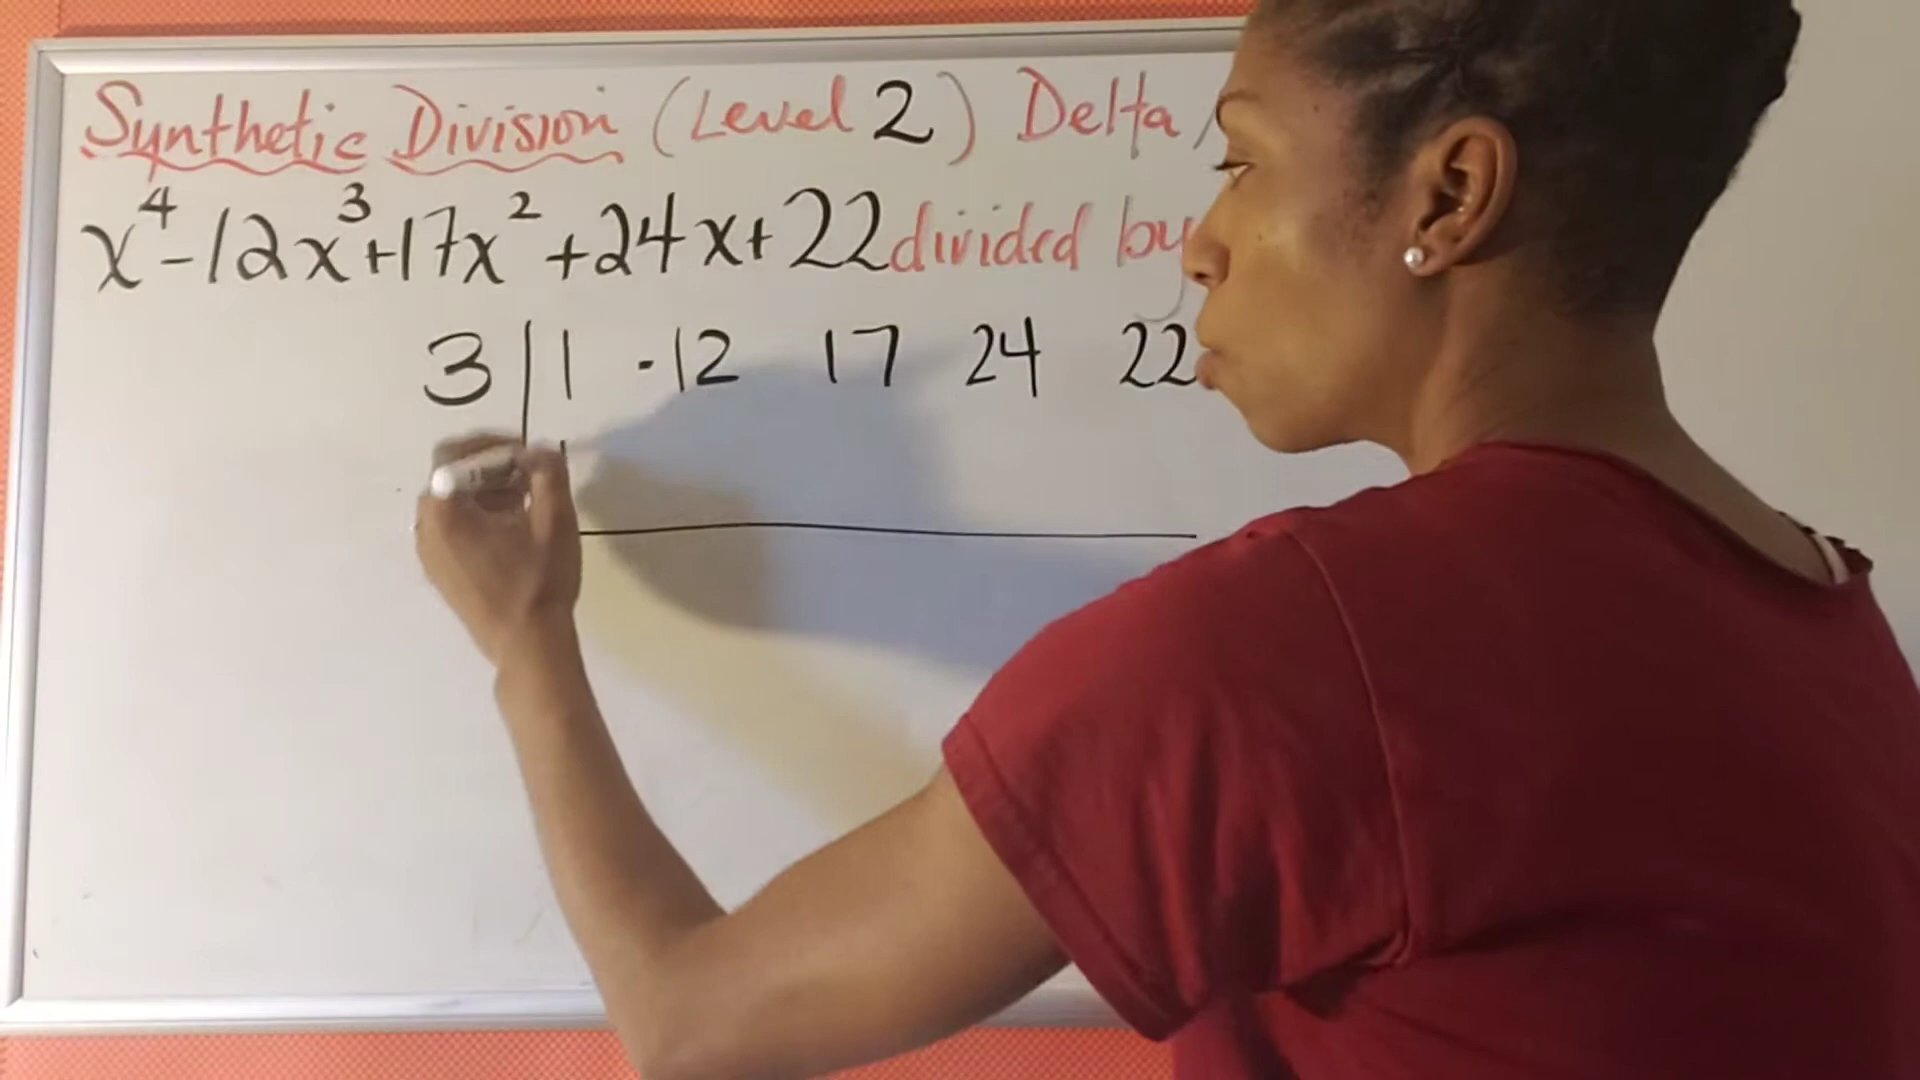 Synthetic Division (Level 2) Delta
x⁴-12x³+17x²+24x+22 divided by
3 | 1 -12 17 24 22